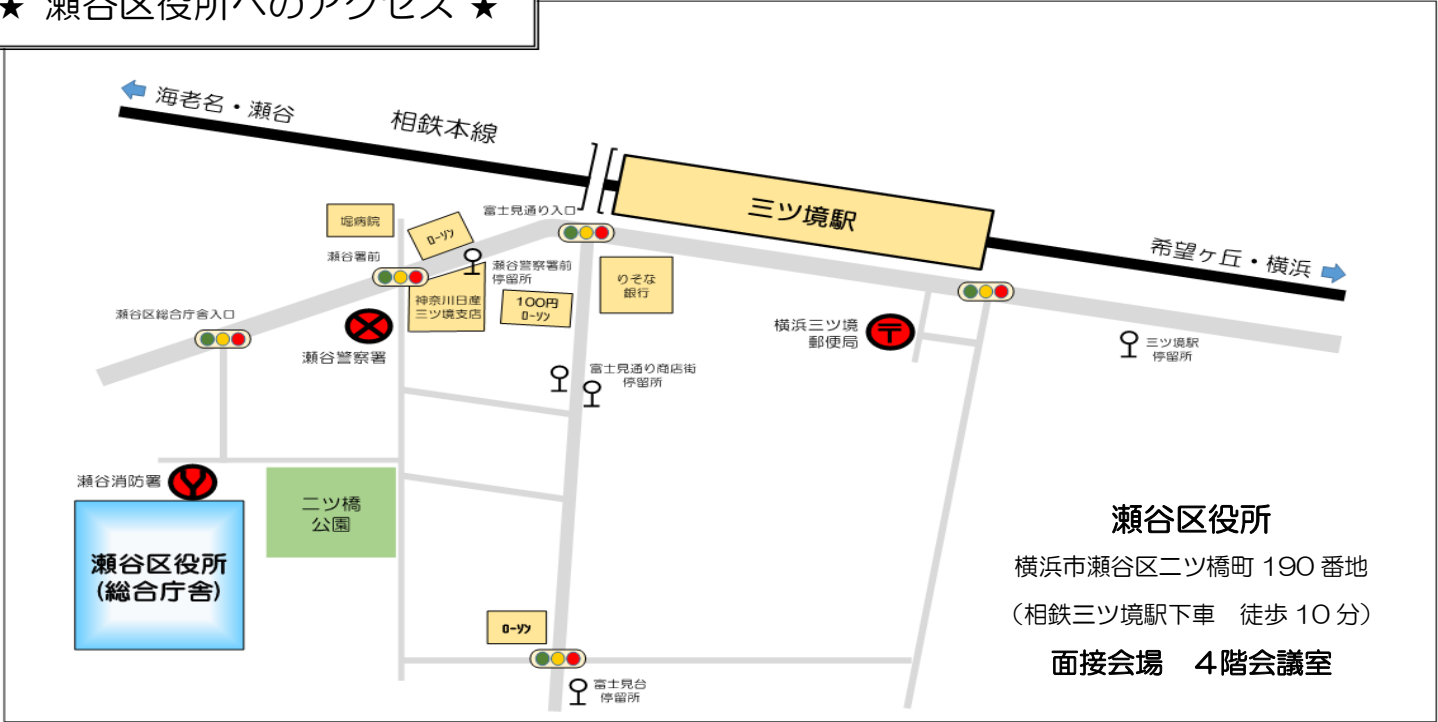 ★ 瀬谷区役所へのアクセス ★
海老名・瀬谷
相鉄本線
三ツ境駅
希望ヶ丘・横浜
富士見通り入口
堀病院
ローソン
瀬谷署前
瀬谷警察署前
停留所
りそな
銀行
神奈川日産
三ツ境支店
100円
ローソン
瀬谷区総合庁舎入口
瀬谷警察署
横浜三ツ境
郵便局
三ツ境駅
停留所
富士見通り商店街
停留所
瀬谷消防署
二ツ橋
公園
瀬谷区役所
(総合庁舎)
ローソン
富士見台
停留所
瀬谷区役所
横浜市瀬谷区二ツ橋町 190 番地
（相鉄三ツ境駅下車　徒歩 10 分）
面接会場　4階会議室